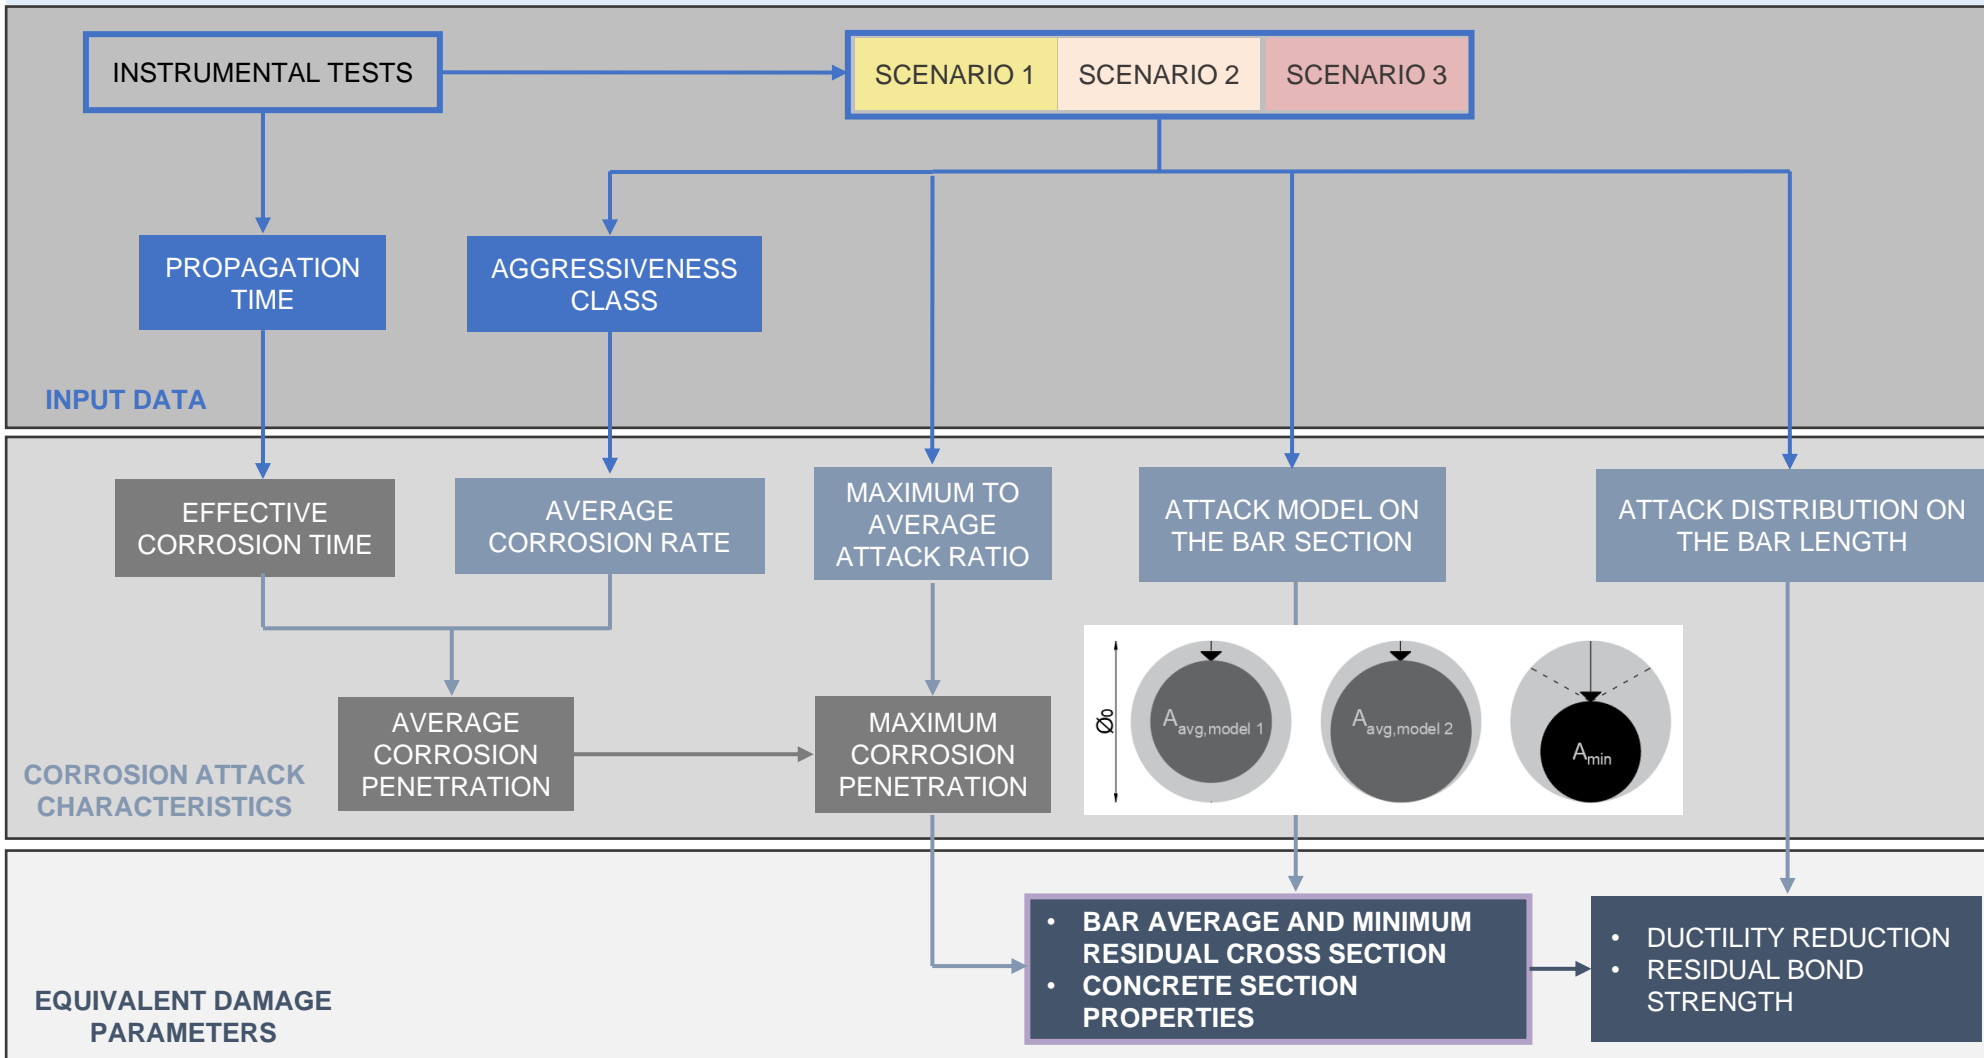 INSTRUMENTAL TESTS
SCENARIO 1
SCENARIO 2
SCENARIO 3
PROPAGATION
TIME
AGGRESSIVENESS
CLASS
INPUT DATA
EFFECTIVE
CORROSION TIME
AVERAGE
CORROSION RATE
MAXIMUM TO
AVERAGE
ATTACK RATIO
ATTACK MODEL ON
THE BAR SECTION
ATTACK DISTRIBUTION ON
THE BAR LENGTH
AVERAGE
CORROSION
PENETRATION
MAXIMUM
CORROSION
PENETRATION
Ø0
Aavg,model 1
Aavg,model 2
Amin
CORROSION ATTACK
CHARACTERISTICS
• BAR AVERAGE AND MINIMUM
RESIDUAL CROSS SECTION
• CONCRETE SECTION
PROPERTIES
• DUCTILITY REDUCTION
• RESIDUAL BOND
STRENGTH
EQUIVALENT DAMAGE
PARAMETERS